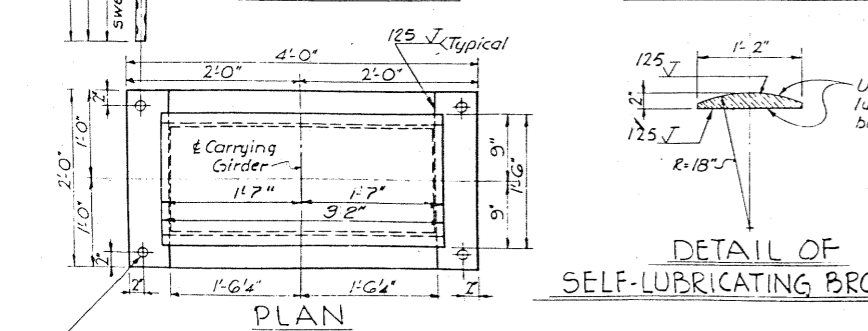 swe
4'-0"
2'-0"
2'-0"
125
Typical
2"
1'-0"
2'-0"
1'-0"
2"
₵ Carrying
Girder
1'-7"
1'-7"
3'2"
9"
9"
1'-6"
2"
1'-6¼"
1'-6¼"
2"
PLAN
1'-2"
125
2"
125
R=18"
DETAIL OF
SELF-LUBRICATING BRO